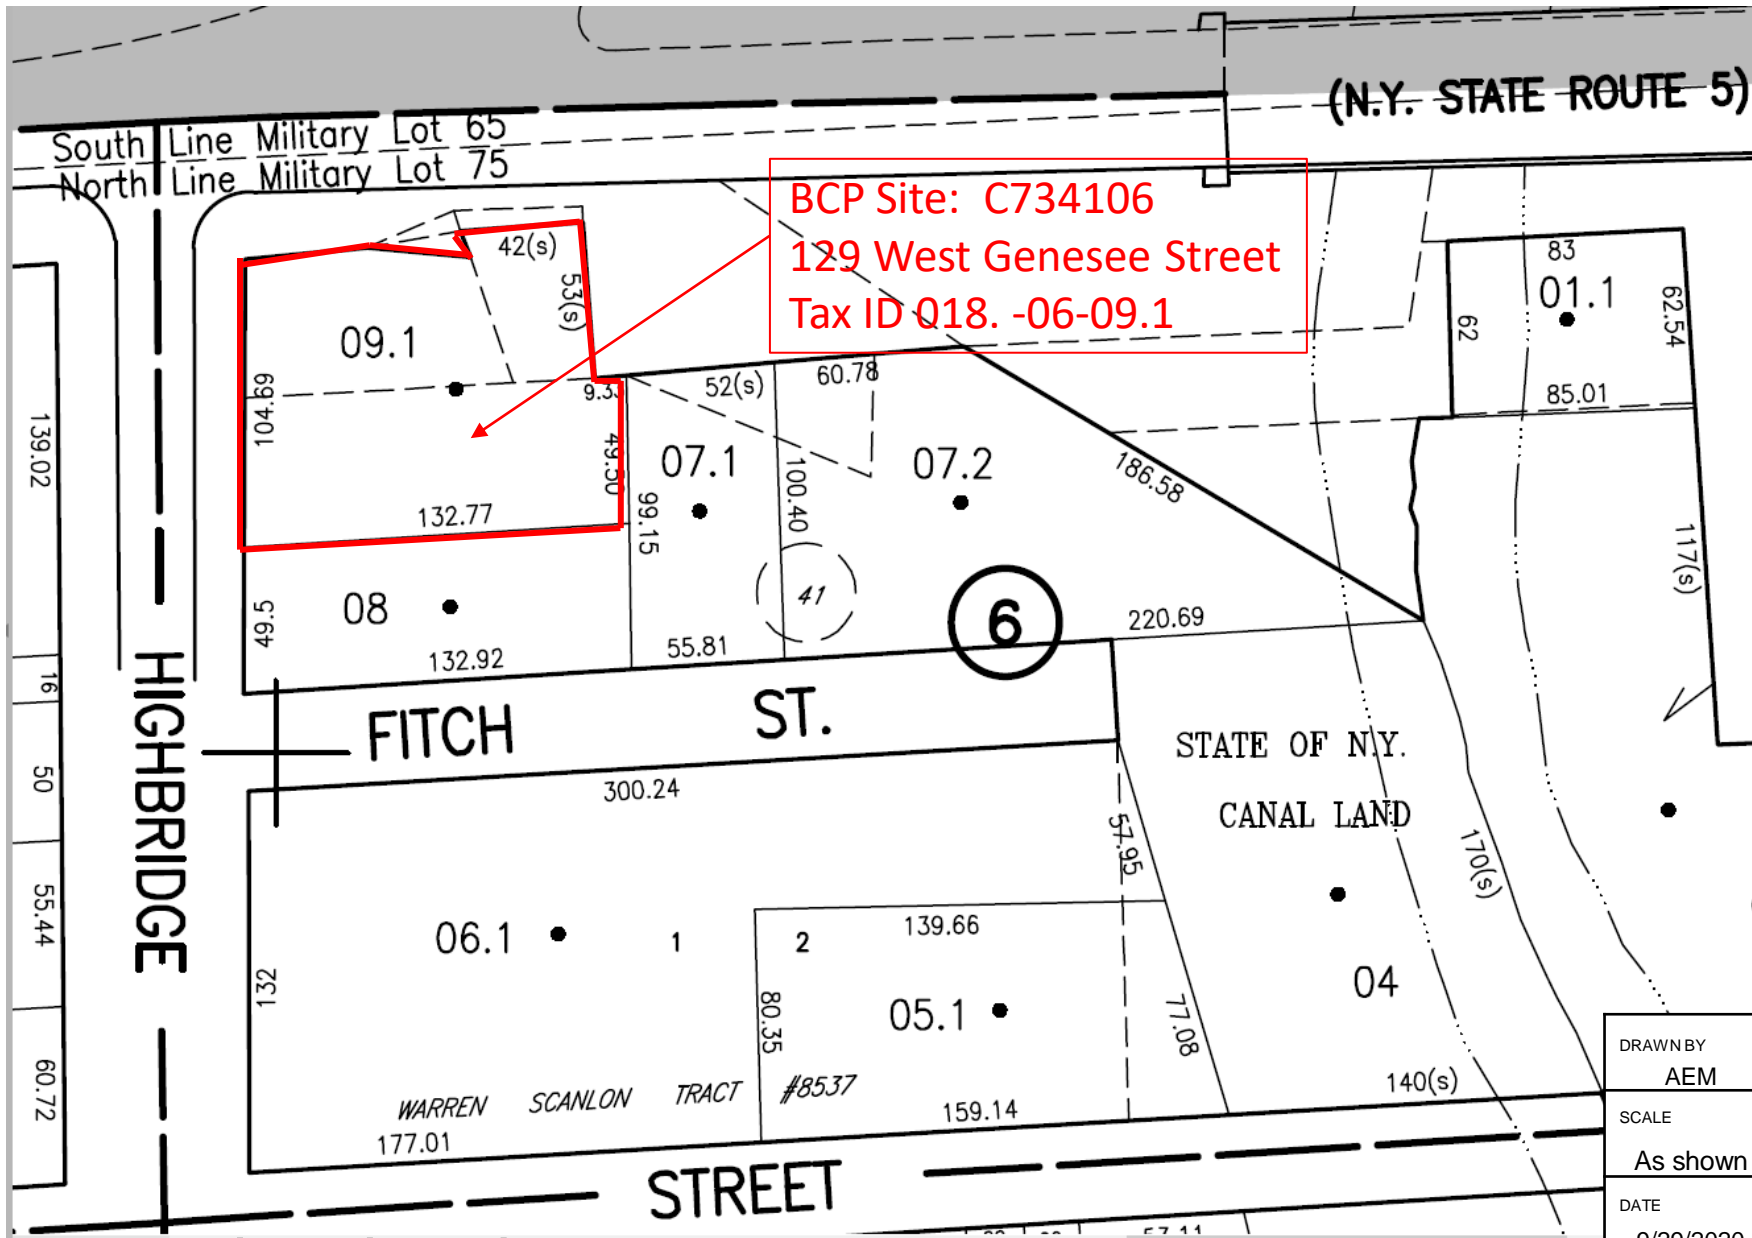 (N.Y. STATE ROUTE 5)
South Line Military Lot 65
North Line Military Lot 75
BCP Site: C734106
129 West Genesee Street
Tax ID 018. -06-09.1
42(s)
53(s)
83
01.1
62
62.54
85.01
09.1
104.69
9.33
52(s)
60.78
139.02
49.50
07.1
07.2
186.58
132.77
99.15
100.40
117(s)
08
49.5
41
6
220.69
132.92
55.81
16
HIGHBRIDGE
FITCH ST.
STATE OF N.Y.
CANAL LAND
50
300.24
57.95
170(s)
55.44
06.1
1
2
139.66
04
132
80.35
05.1
77.08
DRAWN BY
AEM
60.72
WARREN SCANLON TRACT #8537
140(s)
177.01
159.14
SCALE
As shown
STREET
DATE
9/29/2020
57.11